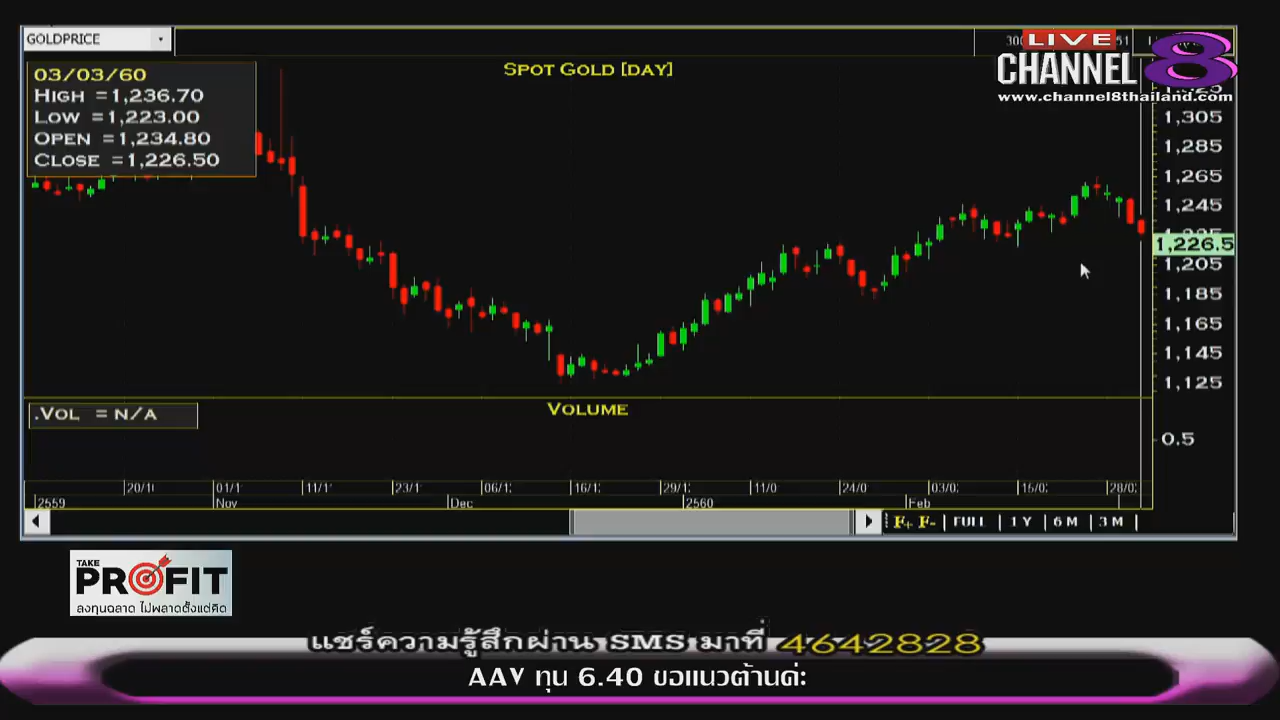 GOLDPRICE
LIVE
CHANNEL 8
www.channel8thailand.com
SPOT GOLD [DAY]
03/03/60
HIGH =1,236.70
LOW =1,223.00
OPEN =1,234.80
CLOSE =1,226.50
1,305
1,285
1,265
1,245
1,226.5
1,205
1,185
1,165
1,145
1,125
VOLUME
.VOL = N/A
0.5
20/1
01/1
11/1
23/1
06/1
16/1
29/1
11/0
24/0
03/0
15/0
28/0
2559
Nov
Dec
2560
Feb
F+ F- FULL 1 Y 6 M 3 M
TAKE
PROFIT
ลงทุนฉลาด ไม่พลาดตั้งแต่คิด
แชร์ความรู้สึกผ่าน SMS มาที่ 4642828
AAV ทุน 6.40 ขอแนวต้านค่ะ